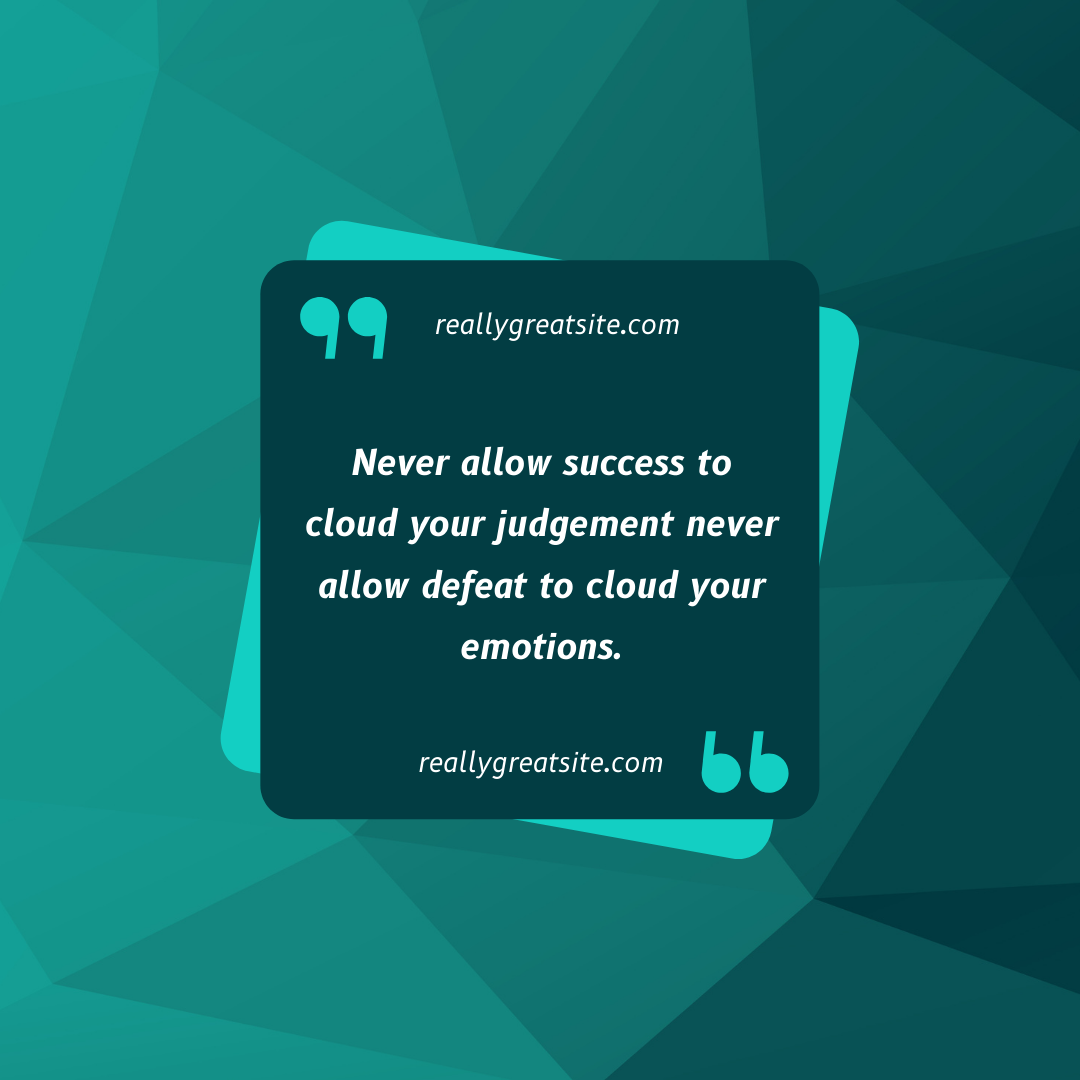 reallygreatsite.com
Never allow success to
cloud your judgement never
allow defeat to cloud your
emotions.
reallygreatsite.com